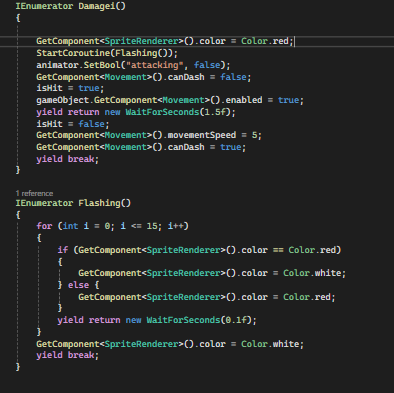 IEnumerator Damagei()
{
GetComponent<SpriteRenderer>().color = Color.red;
StartCoroutine(Flashing());
animator.SetBool("attacking", false);
GetComponent<Movement>().canDash = false;
isHit = true;
gameObject.GetComponent<Movement>().enabled = true;
yield return new WaitForSeconds(1.5f);
isHit = false;
GetComponent<Movement>().movementSpeed = 5;
GetComponent<Movement>().canDash = true;
yield break;
}
1 reference
IEnumerator Flashing()
{
for (int i = 0; i <= 15; i++)
{
if (GetComponent<SpriteRenderer>().color == Color.red)
{
GetComponent<SpriteRenderer>().color = Color.white;
} else {
GetComponent<SpriteRenderer>().color = Color.red;
}
yield return new WaitForSeconds(0.1f);
}
GetComponent<SpriteRenderer>().color = Color.white;
yield break;
}